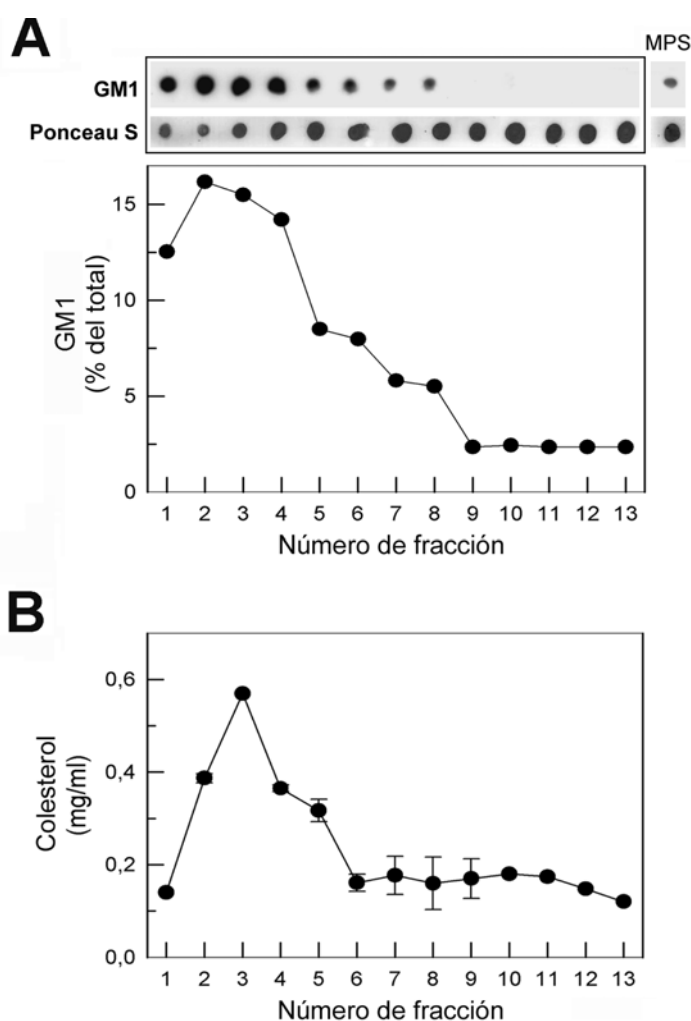 A
MPS
GM1
Ponceau S
15
10
5
0
GM1
(% del total)
1 2 3 4 5 6 7 8 9 10 11 12 13
Número de fracción
B
0,6
0,4
0,2
0,0
Colesterol
(mg/ml)
1 2 3 4 5 6 7 8 9 10 11 12 13
Número de fracción